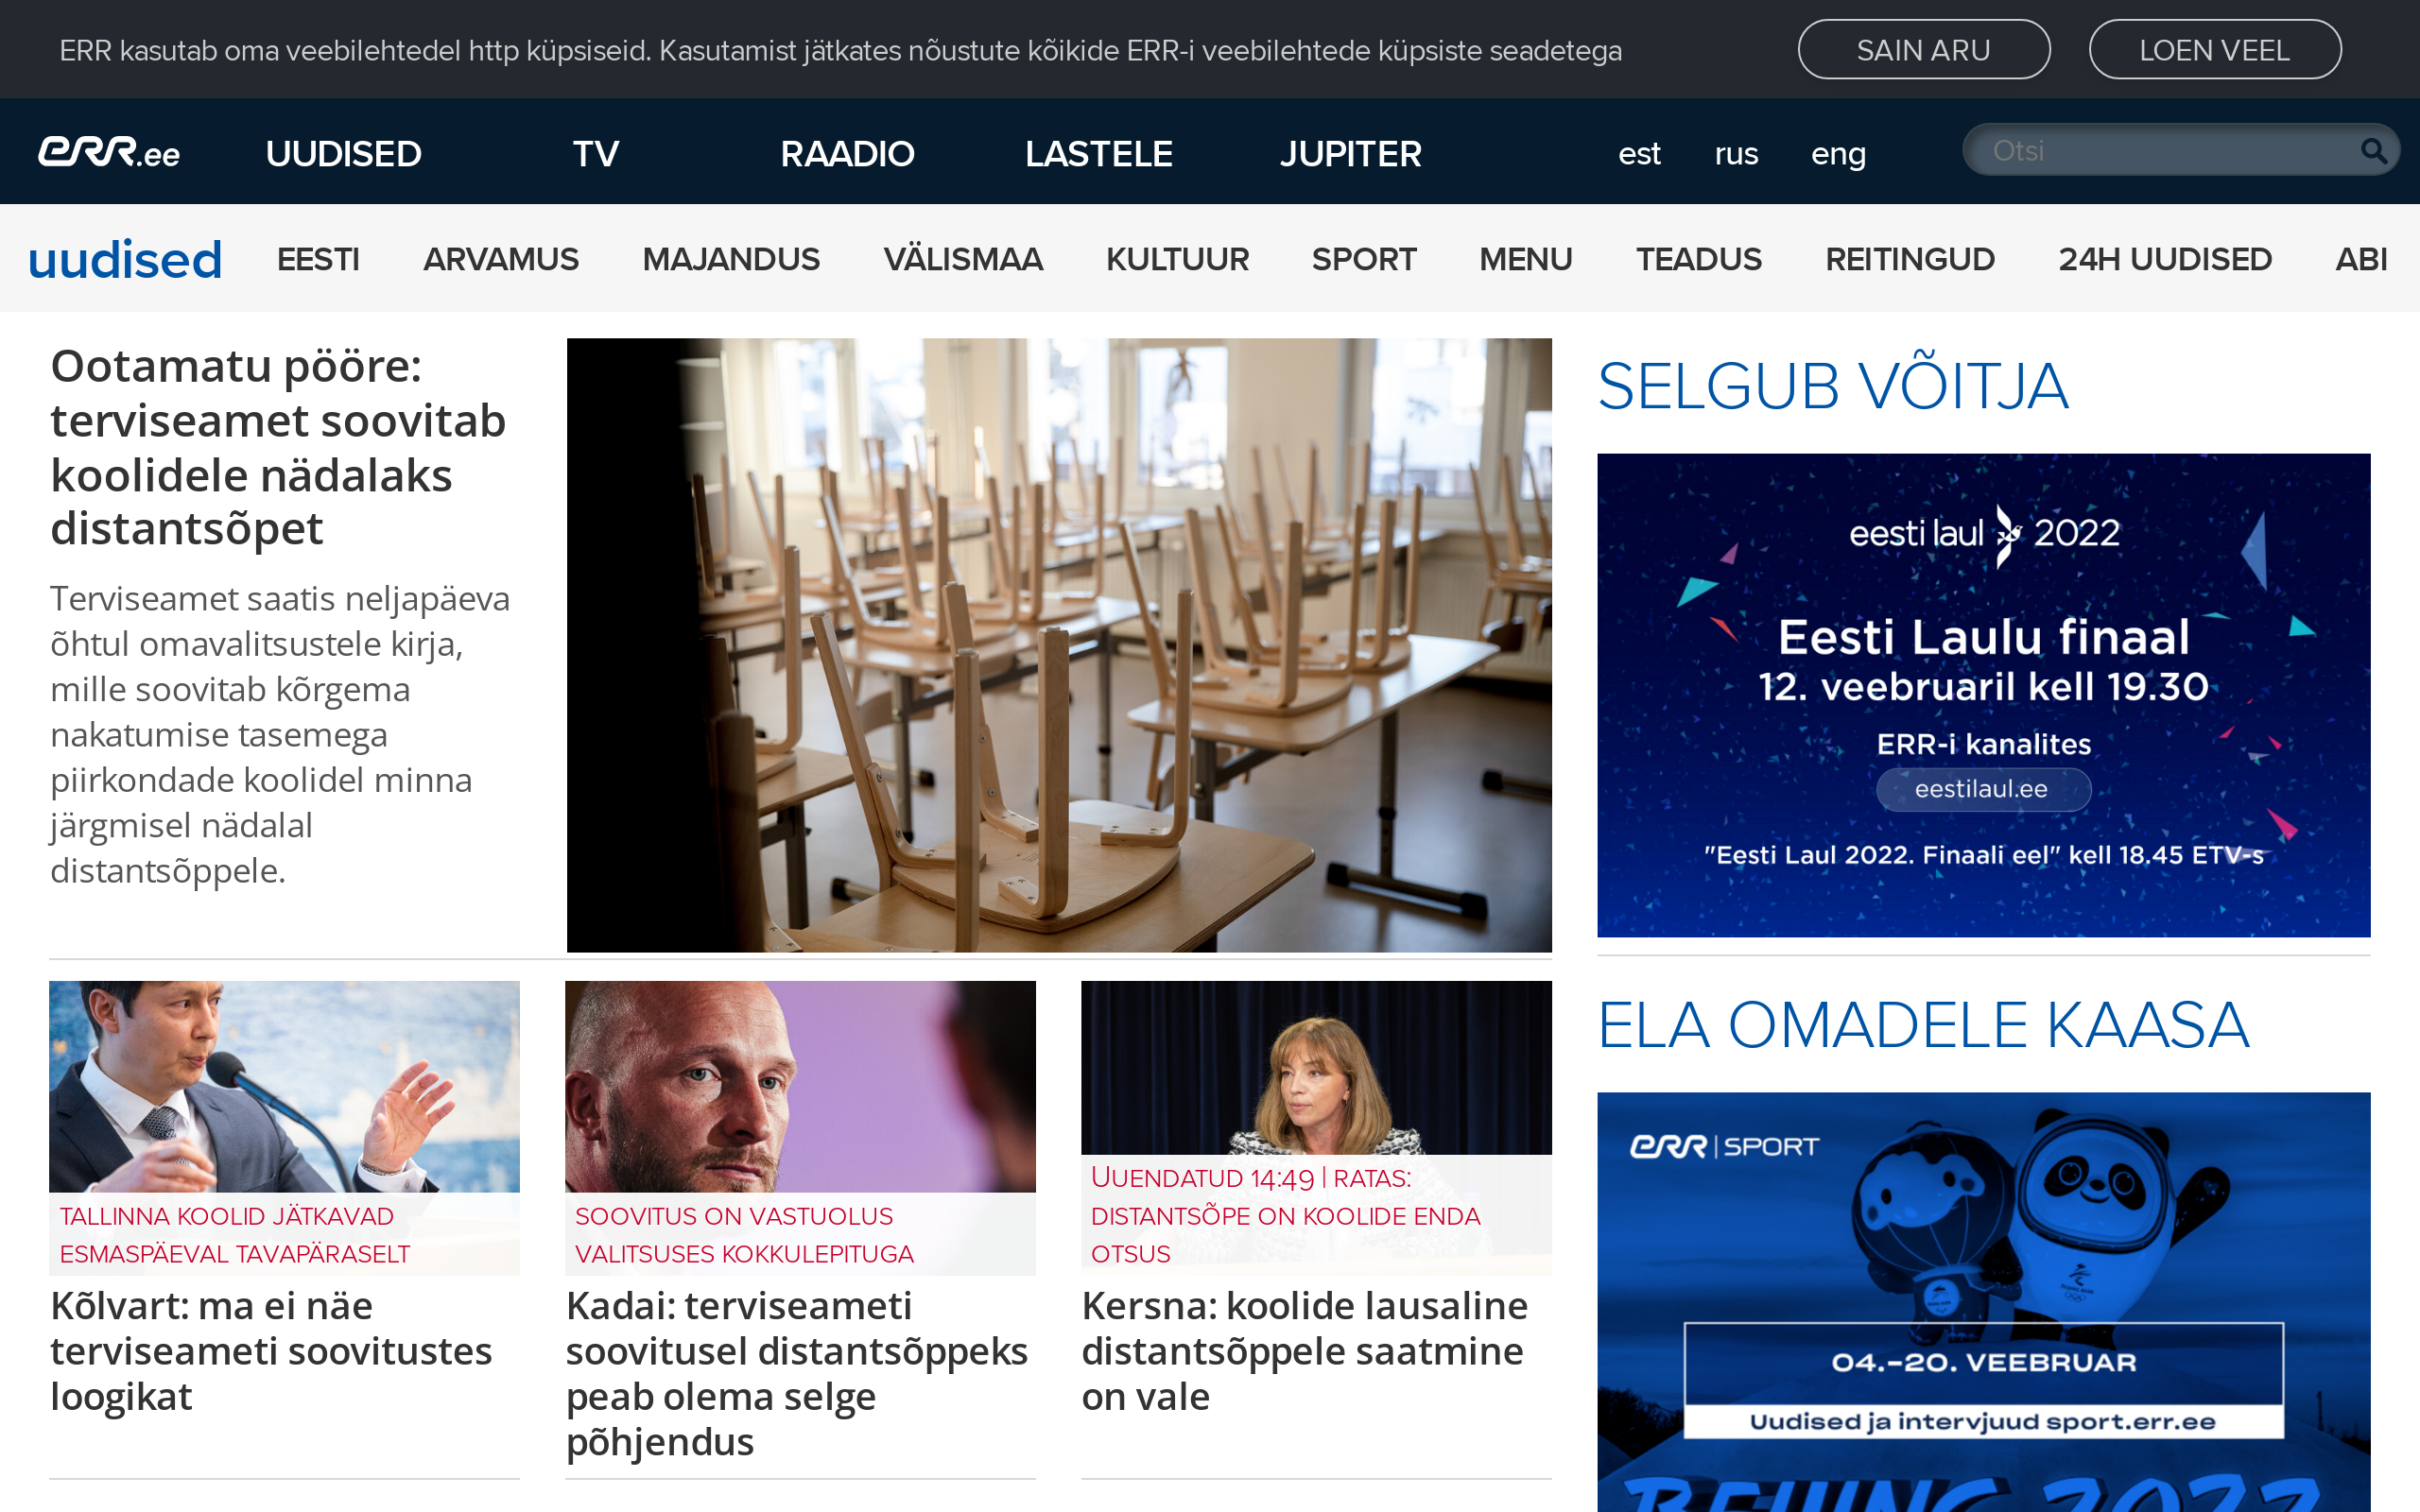 ERR kasutab oma veebilehtedel http küpsiseid. Kasutamist jätkates nõustute kõikide ERR-i veebilehtede küpsiste seadetega
SAIN ARU
LOEN VEEL
err.ee
UUDISED
TV
RAADIO
LASTELE
JUPITER
est
rus
eng
Otsi
uudised
EESTI
ARVAMUS
MAJANDUS
VÄLISMAA
KULTUUR
SPORT
MENU
TEADUS
REITINGUD
24H UUDISED
ABI
Ootamatu pööre:
terviseamet soovitab
koolidele nädalaks
distantsõpet
Terviseamet saatis neljapäeva
õhtul omavalitsustele kirja,
mille soovitab kõrgema
nakatumise tasemega
piirkondade koolidel minna
järgmisel nädalal
distantsõppele.
SELGUB VÕITJA
eesti laul 2022
Eesti Laulu finaal
12. veebruaril kell 19.30
ERR-i kanalites
eestilaul.ee
"Eesti Laul 2022. Finaali eel" kell 18.45 ETV-s
TALLINNA KOOLID JÄTKAVAD
ESMASPÄEVAL TAVAPÄRASELT
Kõlvart: ma ei näe
terviseameti soovitustes
loogikat
SOOVITUS ON VASTUOLUS
VALITSUSES KOKKULEPITUGA
Kadai: terviseameti
soovitusel distantsõppeks
peab olema selge
põhjendus
UUENDATUD 14:49 | RATAS:
DISTANTSÕPE ON KOOLIDE ENDA
OTSUS
Kersna: koolide lausaline
distantsõppele saatmine
on vale
ELA OMADELE KAASA
err | SPORT
04.–20. VEEBRUAR
Uudised ja intervjuud sport.err.ee
BEIJING 2022